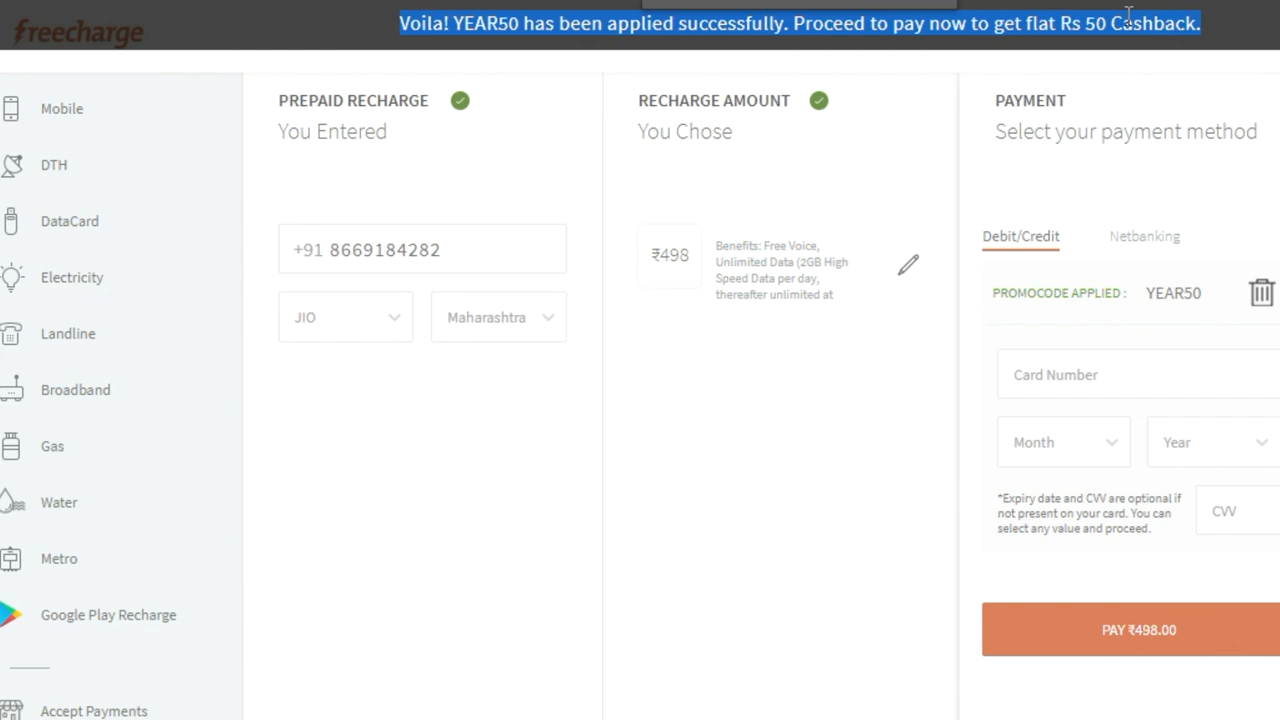 freecharge
Voila! YEAR50 has been applied successfully. Proceed to pay now to get flat Rs 50 Cashback.
Mobile
DTH
DataCard
Electricity
Landline
Broadband
Gas
Water
Metro
Google Play Recharge
Accept Payments
PREPAID RECHARGE
You Entered
+91 8669184282
JIO
Maharashtra
RECHARGE AMOUNT
You Chose
₹498
Benefits: Free Voice,
Unlimited Data (2GB High
Speed Data per day,
thereafter unlimited at
PAYMENT
Select your payment method
Debit/Credit
Netbanking
PROMOCODE APPLIED : YEAR50
Card Number
Month
Year
*Expiry date and CVV are optional if
not present on your card. You can
select any value and proceed.
CVV
PAY ₹498.00